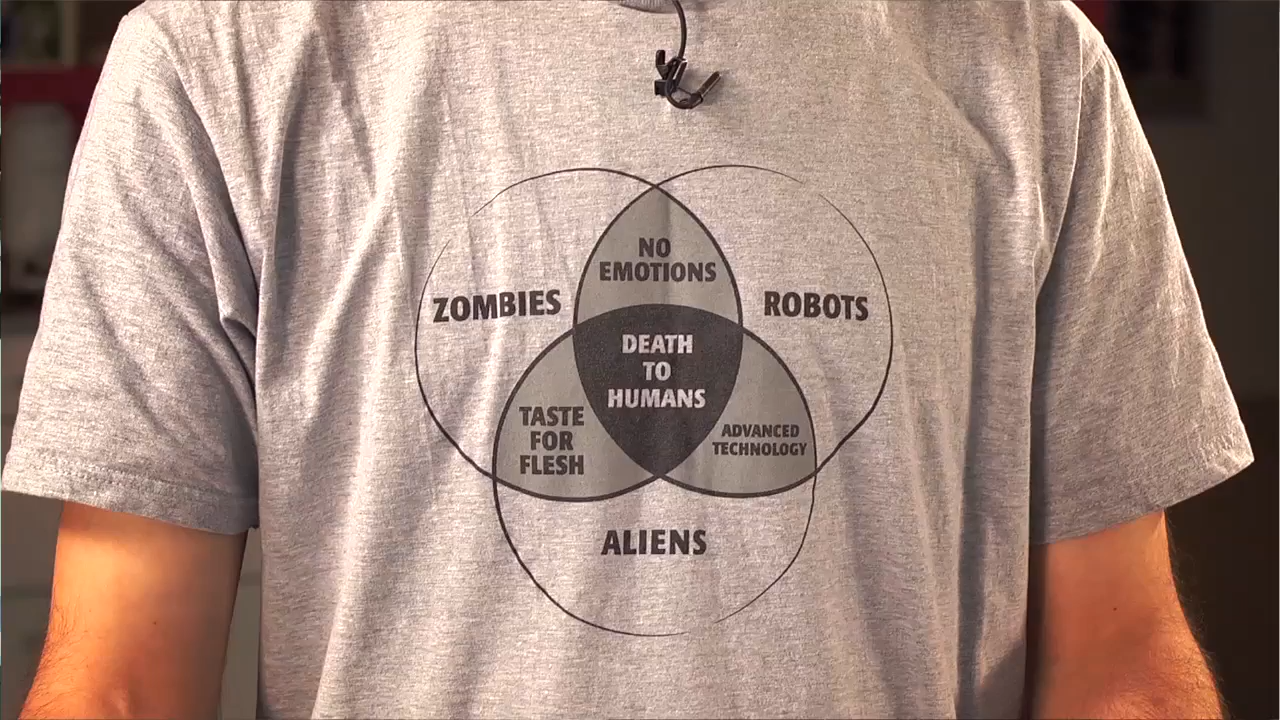 NO
EMOTIONS
ZOMBIES
ROBOTS
DEATH
TO
HUMANS
TASTE
FOR
FLESH
ADVANCED
TECHNOLOGY
ALIENS